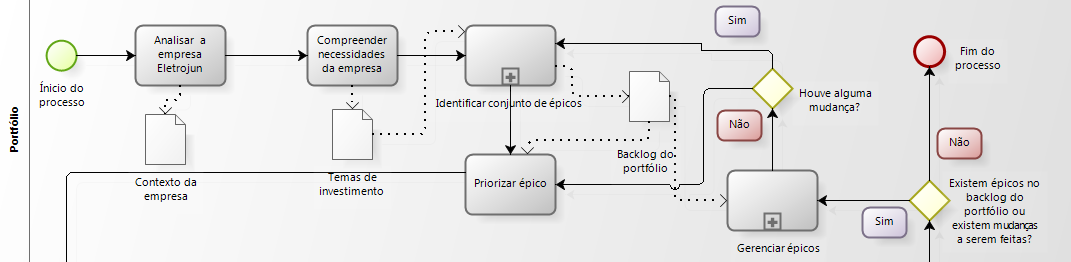 Portfólio
Ínicio do
processo
Analisar a
empresa
Eletrojun
Contexto da
empresa
Compreender
necessidades
da empresa
Temas de
investimento
Identificar conjunto de épicos
Priorizar épico
Backlog do
portfólio
Sim
Houve alguma
mudança?
Não
Gerenciar épicos
Sim
Fim do
processo
Não
Existem épicos no
backlog do
portfólio ou
existem mudanças
a serem feitas?